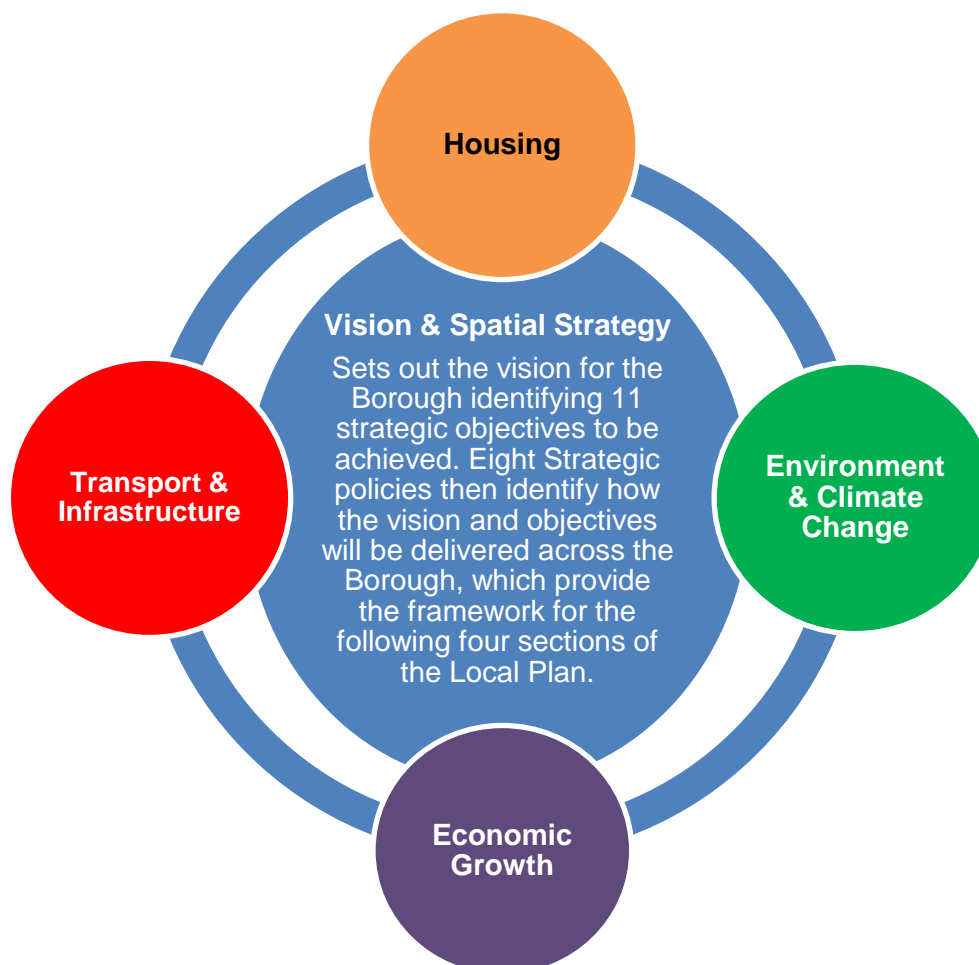 Housing
Vision & Spatial Strategy
Sets out the vision for the
Borough identifying 11
strategic objectives to be
achieved. Eight Strategic
policies then identify how
the vision and objectives
will be delivered across the
Borough, which provide
the framework for the
following four sections of
the Local Plan.
Transport &
Infrastructure
Environment
& Climate
Change
Economic
Growth